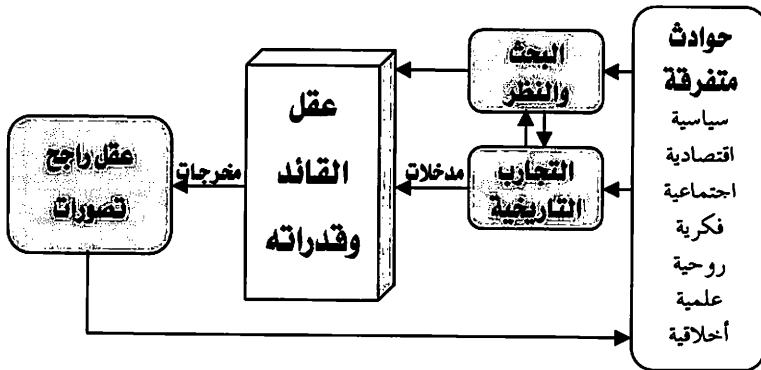 حوادث
متفرقة
سياسية
اقتصادية
اجتماعية
فكرية
روحية
علمية
أخلاقية
البحث
والنظر
التجارب
التاريخية
مدخلات
عقل
القائد
وقدراته
مخرجات
عقل راجح
تصورات